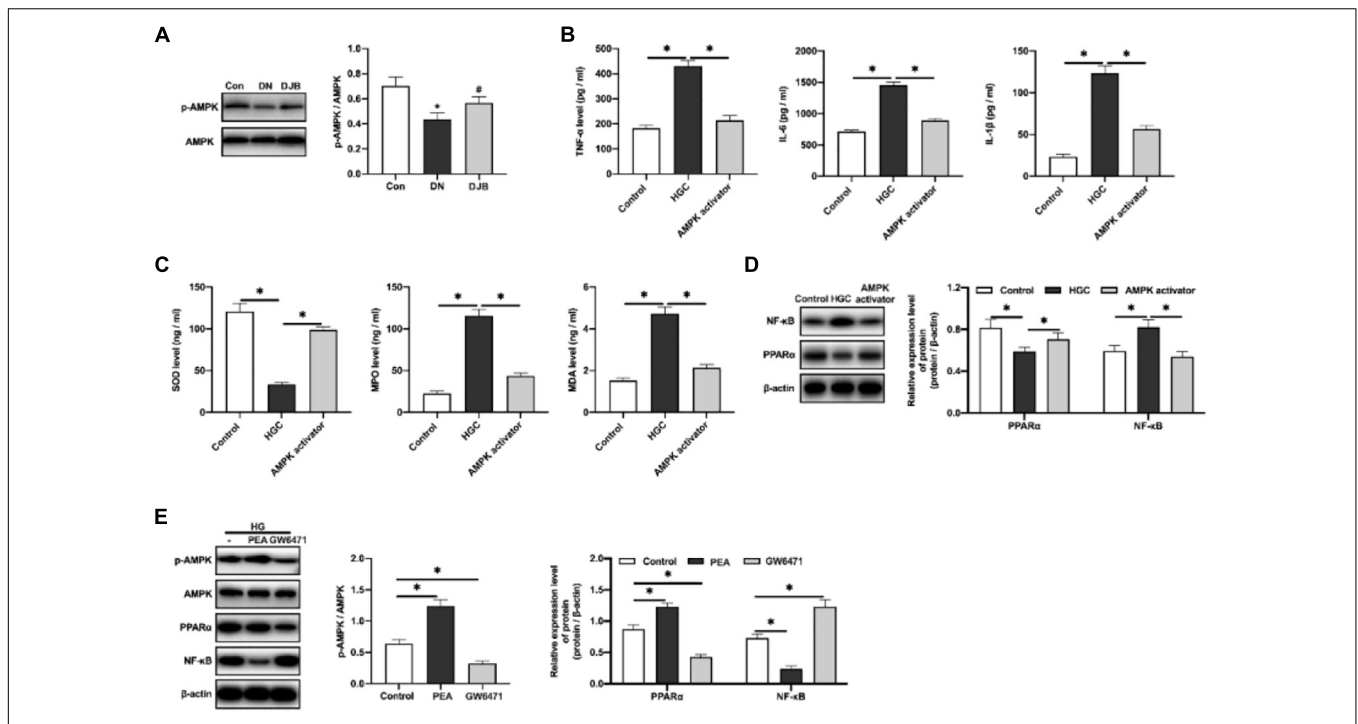 A
Con DN DJB
p-AMPK
AMPK
p-AMPK / AMPK
1.0
0.8
0.6
0.4
0.2
0.0
*
#
Con DN DJB
B
TNF-α level (pg / ml)
500
400
300
200
100
0
* *
Control
HGC
AMPK activator
IL-6 (pg / ml)
2000
1500
1000
500
0
* *
Control
HGC
AMPK activator
IL-1β (pg / ml)
150
100
50
0
* *
Control
HGC
AMPK activator
C
SOD level (ng / ml)
150
100
50
0
*
*
Control
HGC
AMPK activator
MPO level (ng / ml)
150
100
50
0
* *
Control
HGC
AMPK activator
MDA level (ng / ml)
6
4
2
0
* *
Control
HGC
AMPK activator
D
AMPK
Control HGC activator
NF-κB
PPARα
β-actin
Control HGC AMPK activator
Relative expression level
of protein
(protein / β-actin)
1.2
0.8
0.4
0.0
* * * *
PPARα NF-κB
E
HG
- PEA GW6471
p-AMPK
AMPK
PPARα
NF-κB
β-actin
p-AMPK / AMPK
2.0
1.5
1.0
0.5
0.0
*
*
Control PEA GW6471
Control PEA GW6471
Relative expression level
of protein
(protein / β-actin)
2.0
1.5
1.0
0.5
0.0
*
*
*
*
PPARα NF-κB